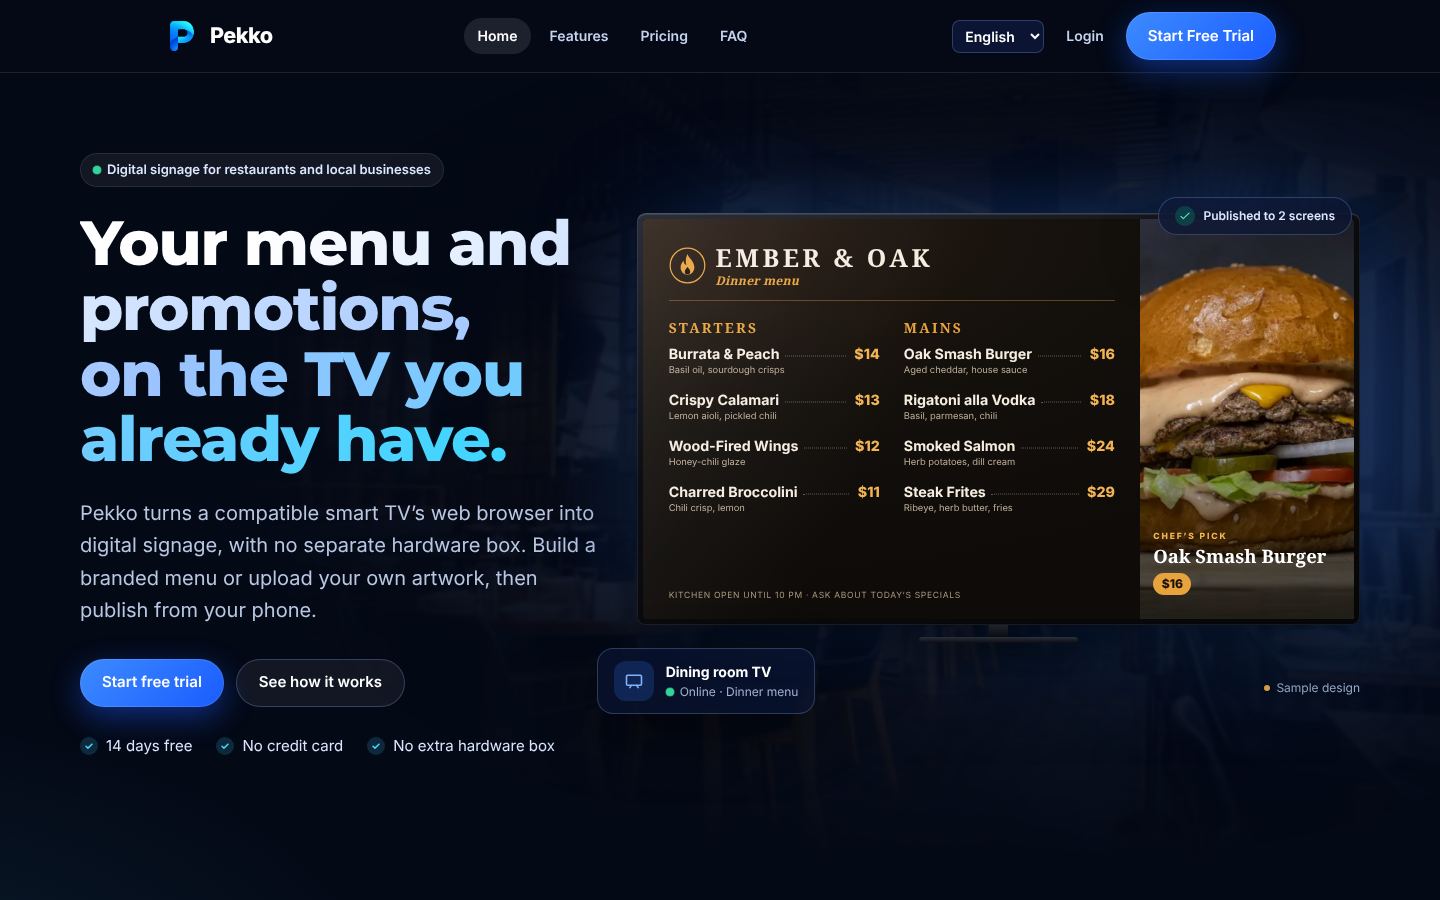 Pekko
Home
Features
Pricing
FAQ
English
Login
Start Free Trial
Digital signage for restaurants and local businesses
Your menu and
promotions,
on the TV you
already have.
Pekko turns a compatible smart TV's web browser into
digital signage, with no separate hardware box. Build a
branded menu or upload your own artwork, then
publish from your phone.
Start free trial
See how it works
14 days free
No credit card
No extra hardware box
Published to 2 screens
EMBER & OAK
Dinner menu
STARTERS
Burrata & Peach $14
Basil oil, sourdough crisps
Crispy Calamari $13
Lemon aioli, pickled chili
Wood-Fired Wings $12
Honey-chili glaze
Charred Broccolini $11
Chili crisp, lemon
MAINS
Oak Smash Burger $16
Aged cheddar, house sauce
Rigatoni alla Vodka $18
Basil, parmesan, chili
Smoked Salmon $24
Herb potatoes, dill cream
Steak Frites $29
Ribeye, herb butter, fries
KITCHEN OPEN UNTIL 10 PM · ASK ABOUT TODAY'S SPECIALS
CHEF'S PICK
Oak Smash Burger
$16
Dining room TV
Online · Dinner menu
Sample design